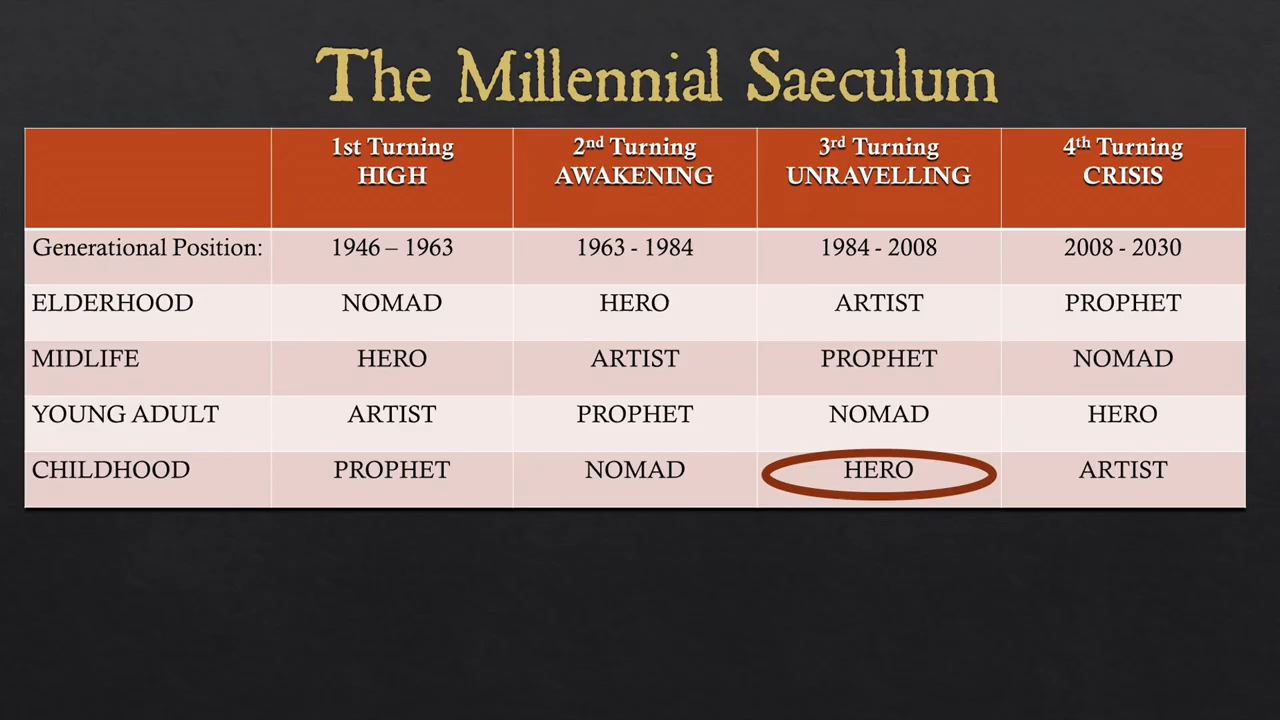 The Millennial Saeculum
1st Turning HIGH
2nd Turning AWAKENING
3rd Turning UNRAVELLING
4th Turning CRISIS
Generational Position: 1946 – 1963 1963 - 1984 1984 - 2008 2008 - 2030
ELDERHOOD NOMAD HERO ARTIST PROPHET
MIDLIFE HERO ARTIST PROPHET NOMAD
YOUNG ADULT ARTIST PROPHET NOMAD HERO
CHILDHOOD PROPHET NOMAD HERO ARTIST